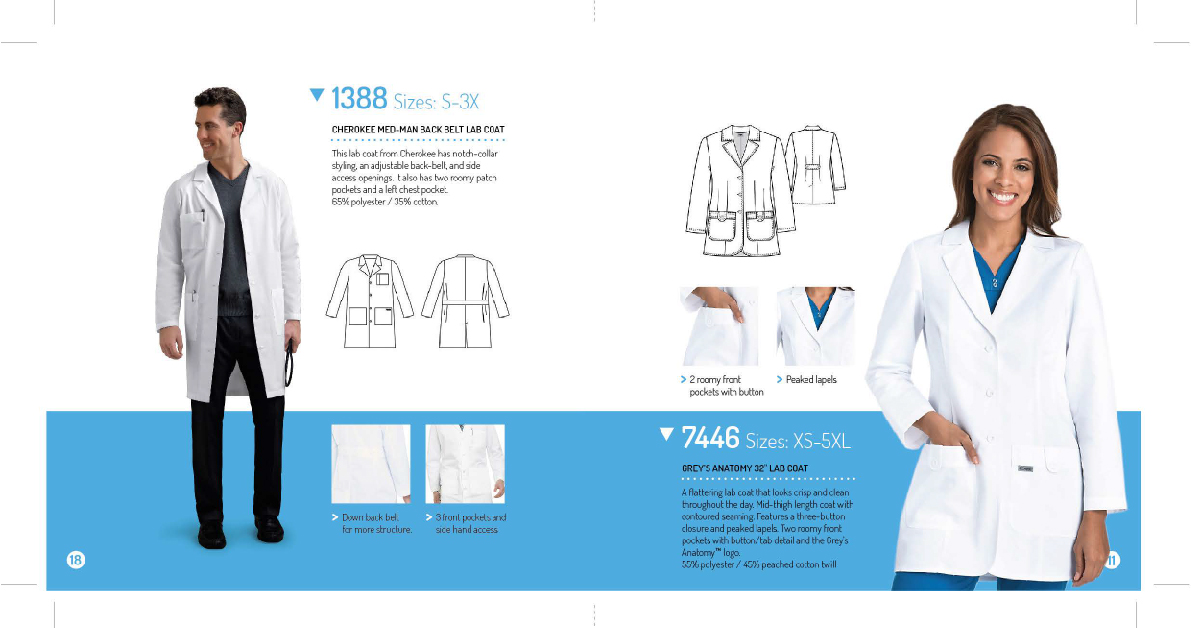 1388 Sizes: S-3X
CHEROKEE MED-MAN BACK BELT LAB COAT
This lab coat from Cherokee has notch-collar
styling, an adjustable back-belt, and side
access openings. It also has two roomy patch
pockets and a left chest pocket.
65% polyester / 35% cotton.
> Down back belt
for more structure.
> 3 front pockets and
side hand access
18
> 2 roomy front
pockets with button
> Peaked lapels
7446 Sizes: XS-5XL
GREY'S ANATOMY 32" LAB COAT
A flattering lab coat that looks crisp and clean
throughout the day. Mid-thigh length coat with
contoured seaming. Features a three-button
closure and peaked lapels. Two roomy front
pockets with button/tab detail and the Grey's
Anatomy™ logo.
55% polyester / 45% peached cotton twill
11